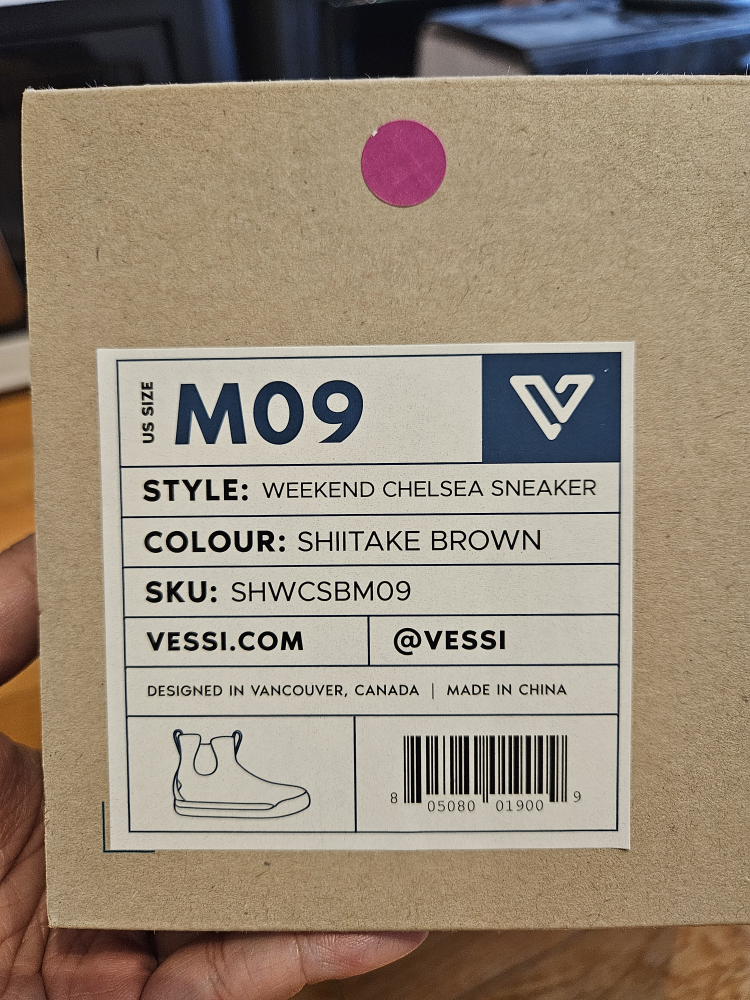 US SIZE M09
STYLE: WEEKEND CHELSEA SNEAKER
COLOUR: SHIITAKE BROWN
SKU: SHWCSBM09
VESSI.COM
@VESSI
DESIGNED IN VANCOUVER, CANADA | MADE IN CHINA
8 05080 01900 9